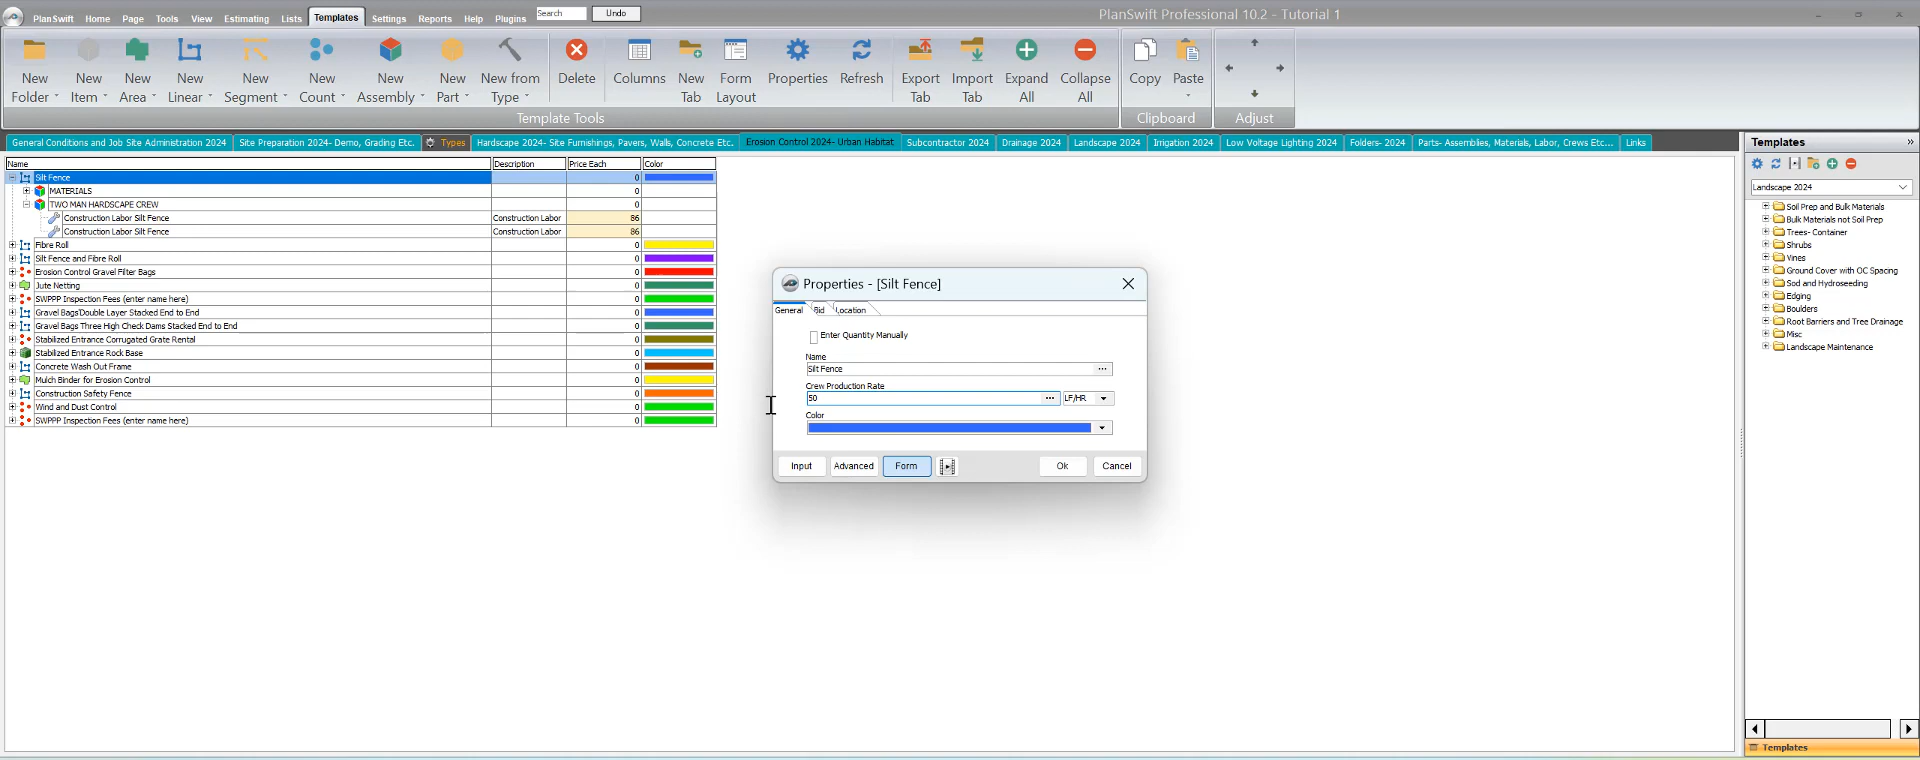 PlanSwift Home Page Tools View Estimating Lists Templates Settings Reports Help Plugins Search Undo PlanSwift Professional 10.2 - Tutorial 1
New Folder New Item New Area New Linear New Segment New Count New Assembly New Part New from Type Delete Columns New Tab Form Layout Properties Refresh Export Tab Import Tab Expand All Collapse All Copy Paste
Template Tools Clipboard Adjust
General Conditions and Job Site Administration 2024 Site Preparation 2024- Demo, Grading Etc. Types Hardscape 2024- Site Furnishings, Pavers, Walls, Concrete Etc. Erosion Control 2024- Urban Habitat Subcontractor 2024 Drainage 2024 Landscape 2024 Irrigation 2024 Low Voltage Lighting 2024 Folders- 2024 Parts- Assemblies, Materials, Labor, Crews Etc... Links
Name Description Price Each Color
Silt Fence 0
MATERIALS 0
TWO MAN HARDSCAPE CREW 0
Construction Labor Silt Fence Construction Labor 86
Construction Labor Silt Fence Construction Labor 86
Fibre Roll 0
Silt Fence and Fibre Roll 0
Erosion Control Gravel Filter Bags 0
Jute Netting 0
SWPPP Inspection Fees (enter name here) 0
Gravel Bags'Double Layer Stacked End to End 0
Gravel Bags Three High Check Dams Stacked End to End 0
Stabilized Entrance Corrugated Grate Rental 0
Stabilized Entrance Rock Base 0
Concrete Wash Out Frame 0
Mulch Binder for Erosion Control 0
Construction Safety Fence 0
Wind and Dust Control 0
SWPPP Inspection Fees (enter name here) 0
Properties - [Silt Fence]
General Bid Location
Enter Quantity Manually
Name
Silt Fence ...
Crew Production Rate
50 ... LF/HR
Color
Input Advanced Form Ok Cancel
Templates »
Landscape 2024
Soil Prep and Bulk Materials
Bulk Materials not Soil Prep
Trees- Container
Shrubs
Vines
Ground Cover with OC Spacing
Sod and Hydroseeding
Edging
Boulders
Root Barriers and Tree Drainage
Misc
Landscape Maintenance
Templates